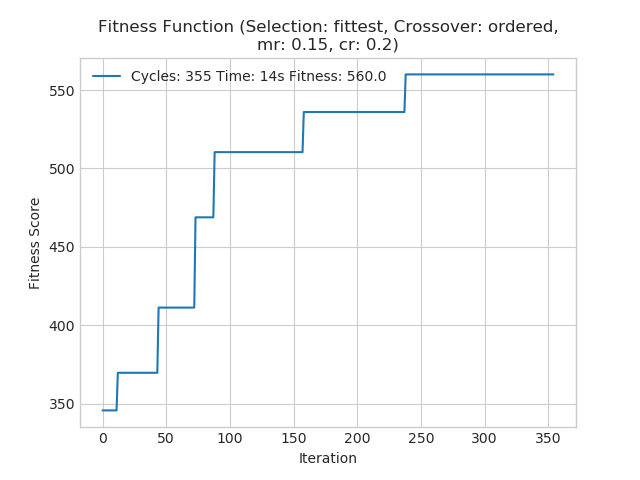 Fitness Function (Selection: fittest, Crossover: ordered,
mr: 0.15, cr: 0.2)
Cycles: 355 Time: 14s Fitness: 560.0
Fitness Score
550
500
450
400
350
0 50 100 150 200 250 300 350
Iteration